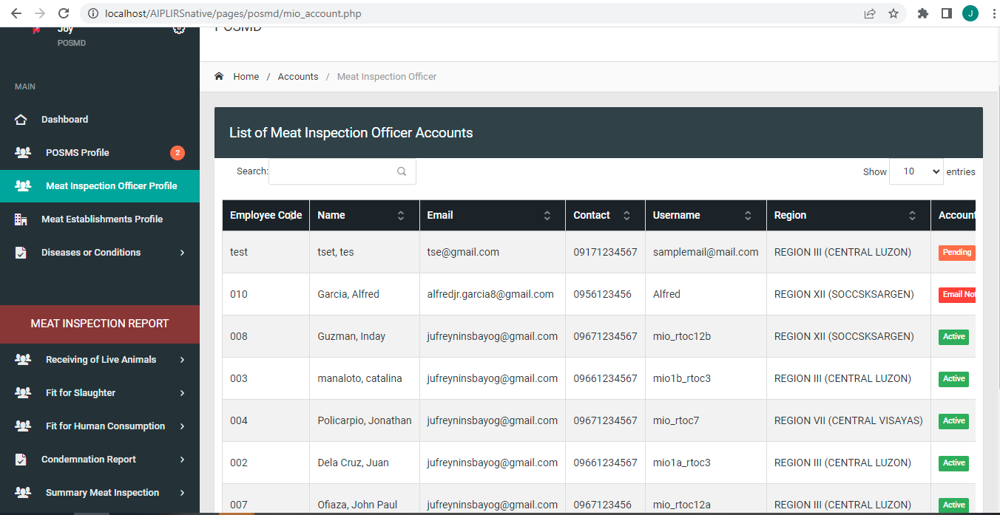 localhost/AIPLIRSnative/pages/posmd/mio_account.php
J
Joy
POSMD
POSMD
Home / Accounts / Meat Inspection Officer
MAIN
Dashboard
POSMS Profile 2
Meat Inspection Officer Profile
Meat Establishments Profile
Diseases or Conditions
MEAT INSPECTION REPORT
Receiving of Live Animals
Fit for Slaughter
Fit for Human Consumption
Condemnation Report
Summary Meat Inspection
List of Meat Inspection Officer Accounts
Search: Show 10 entries
Employee Code Name Email Contact Username Region Account
test tset, tes tse@gmail.com 09171234567 samplemail@mail.com REGION III (CENTRAL LUZON) Pending
010 Garcia, Alfred alfredjr.garcia8@gmail.com 0956123456 Alfred REGION XII (SOCCSKSARGEN) Email Not
008 Guzman, Inday jufreyninsbayog@gmail.com 09671234567 mio_rtoc12b REGION XII (SOCCSKSARGEN) Active
003 manaloto, catalina jufreyninsbayog@gmail.com 09661234567 mio1b_rtoc3 REGION III (CENTRAL LUZON) Active
004 Policarpio, Jonathan jufreyninsbayog@gmail.com 09671234567 mio_rtoc7 REGION VII (CENTRAL VISAYAS) Active
002 Dela Cruz, Juan jufreyninsbayog@gmail.com 09661234567 mio1a_rtoc3 REGION III (CENTRAL LUZON) Active
007 Ofiaza, John Paul jufreyninsbayog@gmail.com 0967123456 mio_rtoc12a REGION III (CENTRAL LUZON) Active